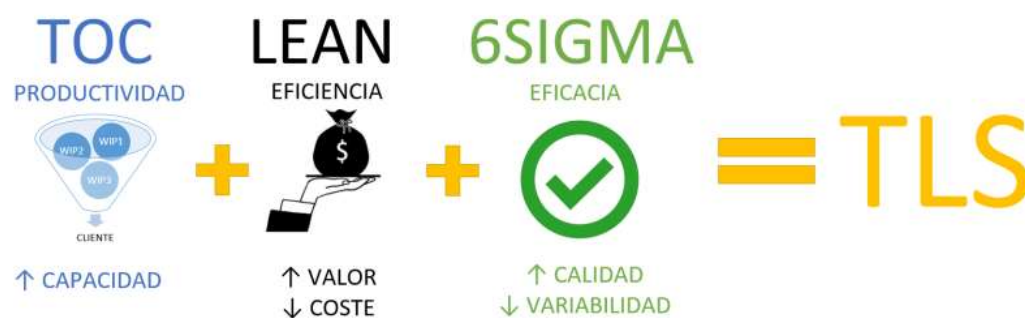 TOC
PRODUCTIVIDAD
WIP1
WIP2
WIP3
CLIENTE
↑ CAPACIDAD
+
LEAN
EFICIENCIA
$
↑ VALOR
↓ COSTE
+
6SIGMA
EFICACIA
↑ CALIDAD
↓ VARIABILIDAD
=
TLS